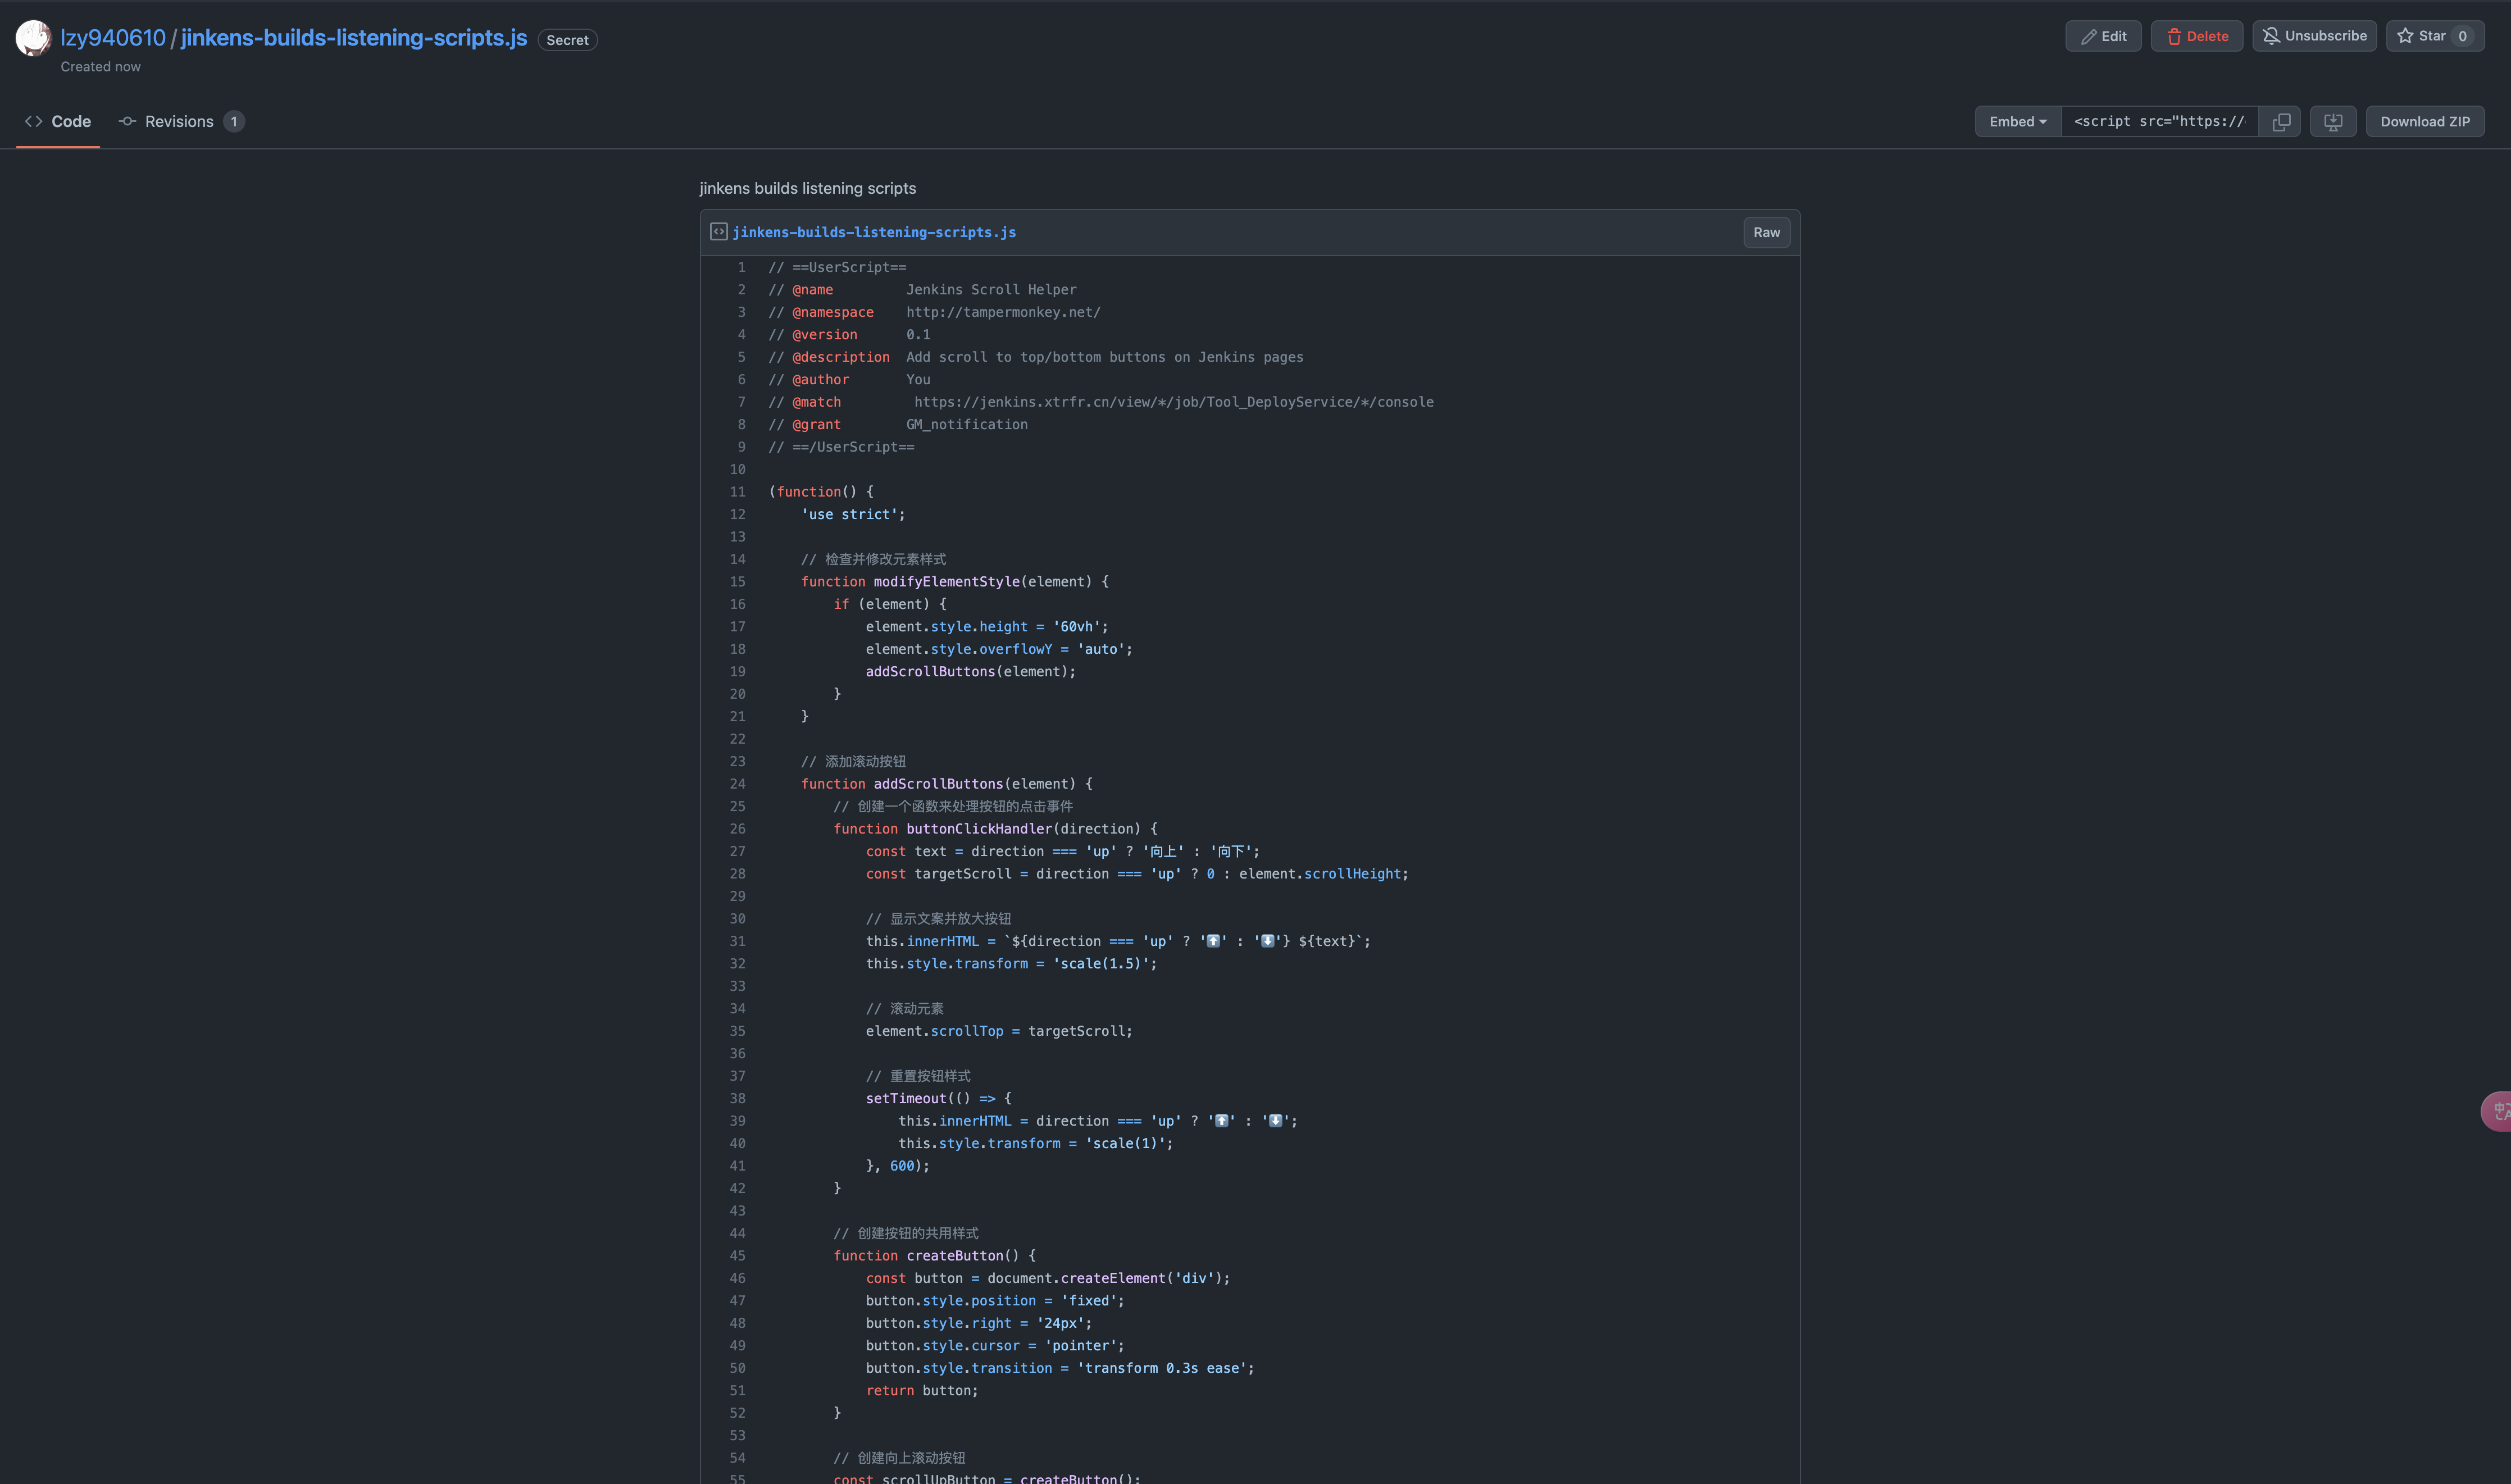 lzy940610/jinkens-builds-listening-scripts.js Secret
Created now
Edit Delete Unsubscribe Star 0
Code Revisions 1
Embed <script src="https:// Download ZIP
jinkens builds listening scripts
jinkens-builds-listening-scripts.js Raw
1 // ==UserScript==
2 // @name         Jenkins Scroll Helper
3 // @namespace    http://tampermonkey.net/
4 // @version      0.1
5 // @description  Add scroll to top/bottom buttons on Jenkins pages
6 // @author       You
7 // @match         https://jenkins.xtrfr.cn/view/*/job/Tool_DeployService/*/console
8 // @grant        GM_notification
9 // ==/UserScript==
10
11 (function() {
12     'use strict';
13
14     // 检查并修改元素样式
15     function modifyElementStyle(element) {
16         if (element) {
17             element.style.height = '60vh';
18             element.style.overflowY = 'auto';
19             addScrollButtons(element);
20         }
21     }
22
23     // 添加滚动按钮
24     function addScrollButtons(element) {
25         // 创建一个函数来处理按钮的点击事件
26         function buttonClickHandler(direction) {
27             const text = direction === 'up' ? '向上' : '向下';
28             const targetScroll = direction === 'up' ? 0 : element.scrollHeight;
29
30             // 显示文案并放大按钮
31             this.innerHTML = `${direction === 'up' ? '⬆️' : '⬇️'} ${text}`;
32             this.style.transform = 'scale(1.5)';
33
34             // 滚动元素
35             element.scrollTop = targetScroll;
36
37             // 重置按钮样式
38             setTimeout(() => {
39                 this.innerHTML = direction === 'up' ? '⬆️' : '⬇️';
40                 this.style.transform = 'scale(1)';
41             }, 600);
42         }
43
44         // 创建按钮的共用样式
45         function createButton() {
46             const button = document.createElement('div');
47             button.style.position = 'fixed';
48             button.style.right = '24px';
49             button.style.cursor = 'pointer';
50             button.style.transition = 'transform 0.3s ease';
51             return button;
52         }
53
54         // 创建向上滚动按钮
55         const scrollUpButton = createButton();